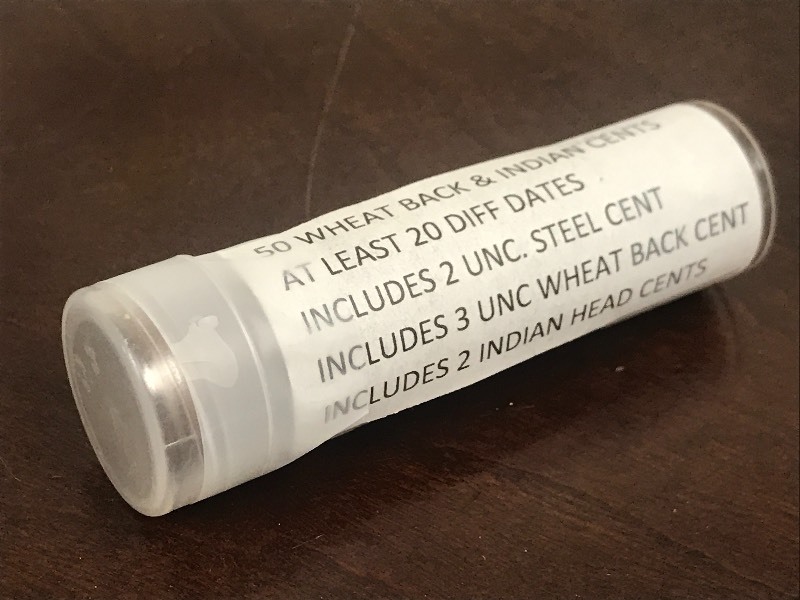 50 WHEAT BACK & INDIAN CENTS
AT LEAST 20 DIFF DATES
INCLUDES 2 UNC. STEEL CENT
INCLUDES 3 UNC WHEAT BACK CENT
INCLUDES 2 INDIAN HEAD CENTS